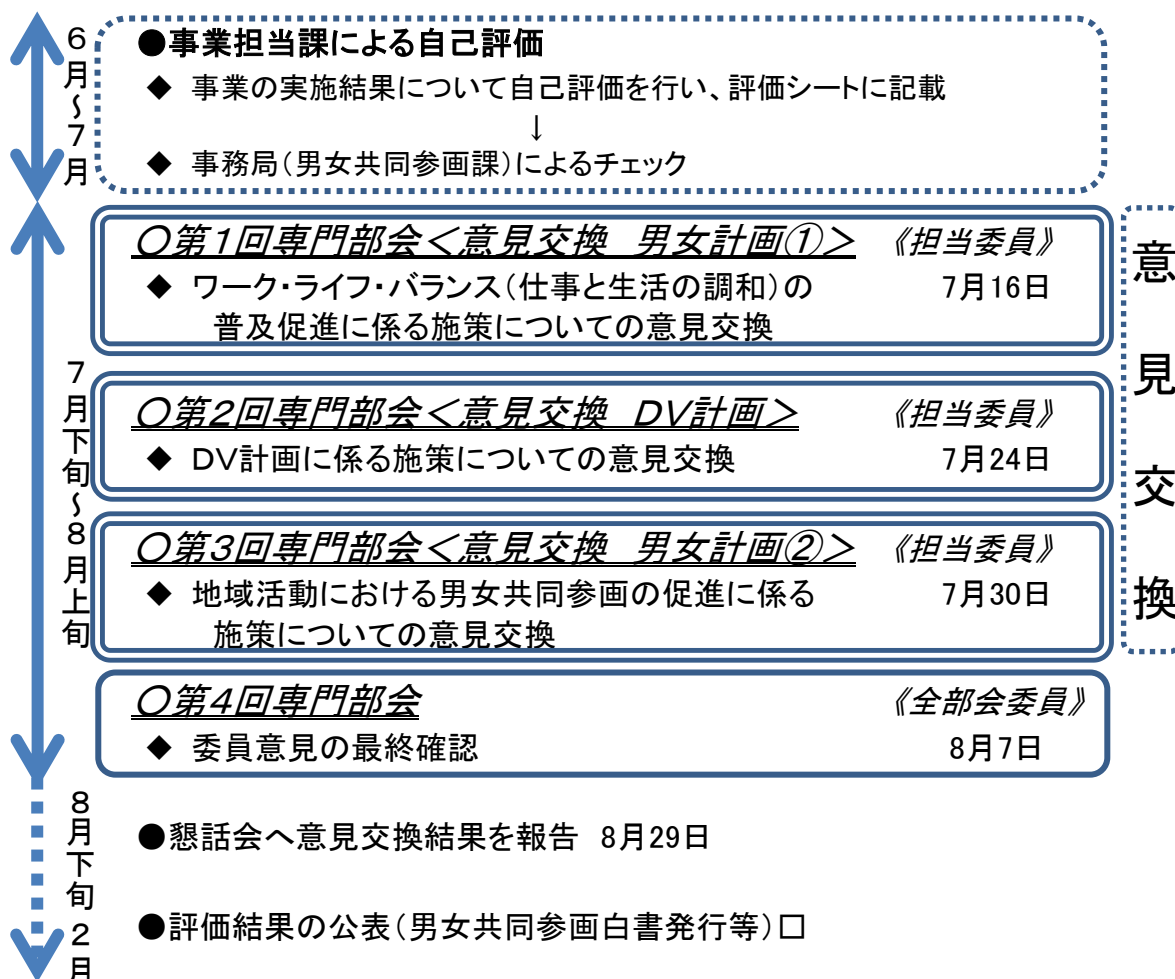 6月～7月
●事業担当課による自己評価
◆ 事業の実施結果について自己評価を行い、評価シートに記載
↓
◆ 事務局(男女共同参画課)によるチェック
7月下旬～8月上旬
〇第1回専門部会＜意見交換 男女計画①＞ 《担当委員》
◆ ワーク・ライフ・バランス(仕事と生活の調和)の 7月16日
普及促進に係る施策についての意見交換
〇第2回専門部会＜意見交換 DV計画＞ 《担当委員》
◆ DV計画に係る施策についての意見交換 7月24日
〇第3回専門部会＜意見交換 男女計画②＞ 《担当委員》
◆ 地域活動における男女共同参画の促進に係る 7月30日
施策についての意見交換
意見交換
〇第4回専門部会 《全部会委員》
◆ 委員意見の最終確認 8月7日
8月下旬
●懇話会へ意見交換結果を報告 8月29日
2月
●評価結果の公表(男女共同参画白書発行等)□